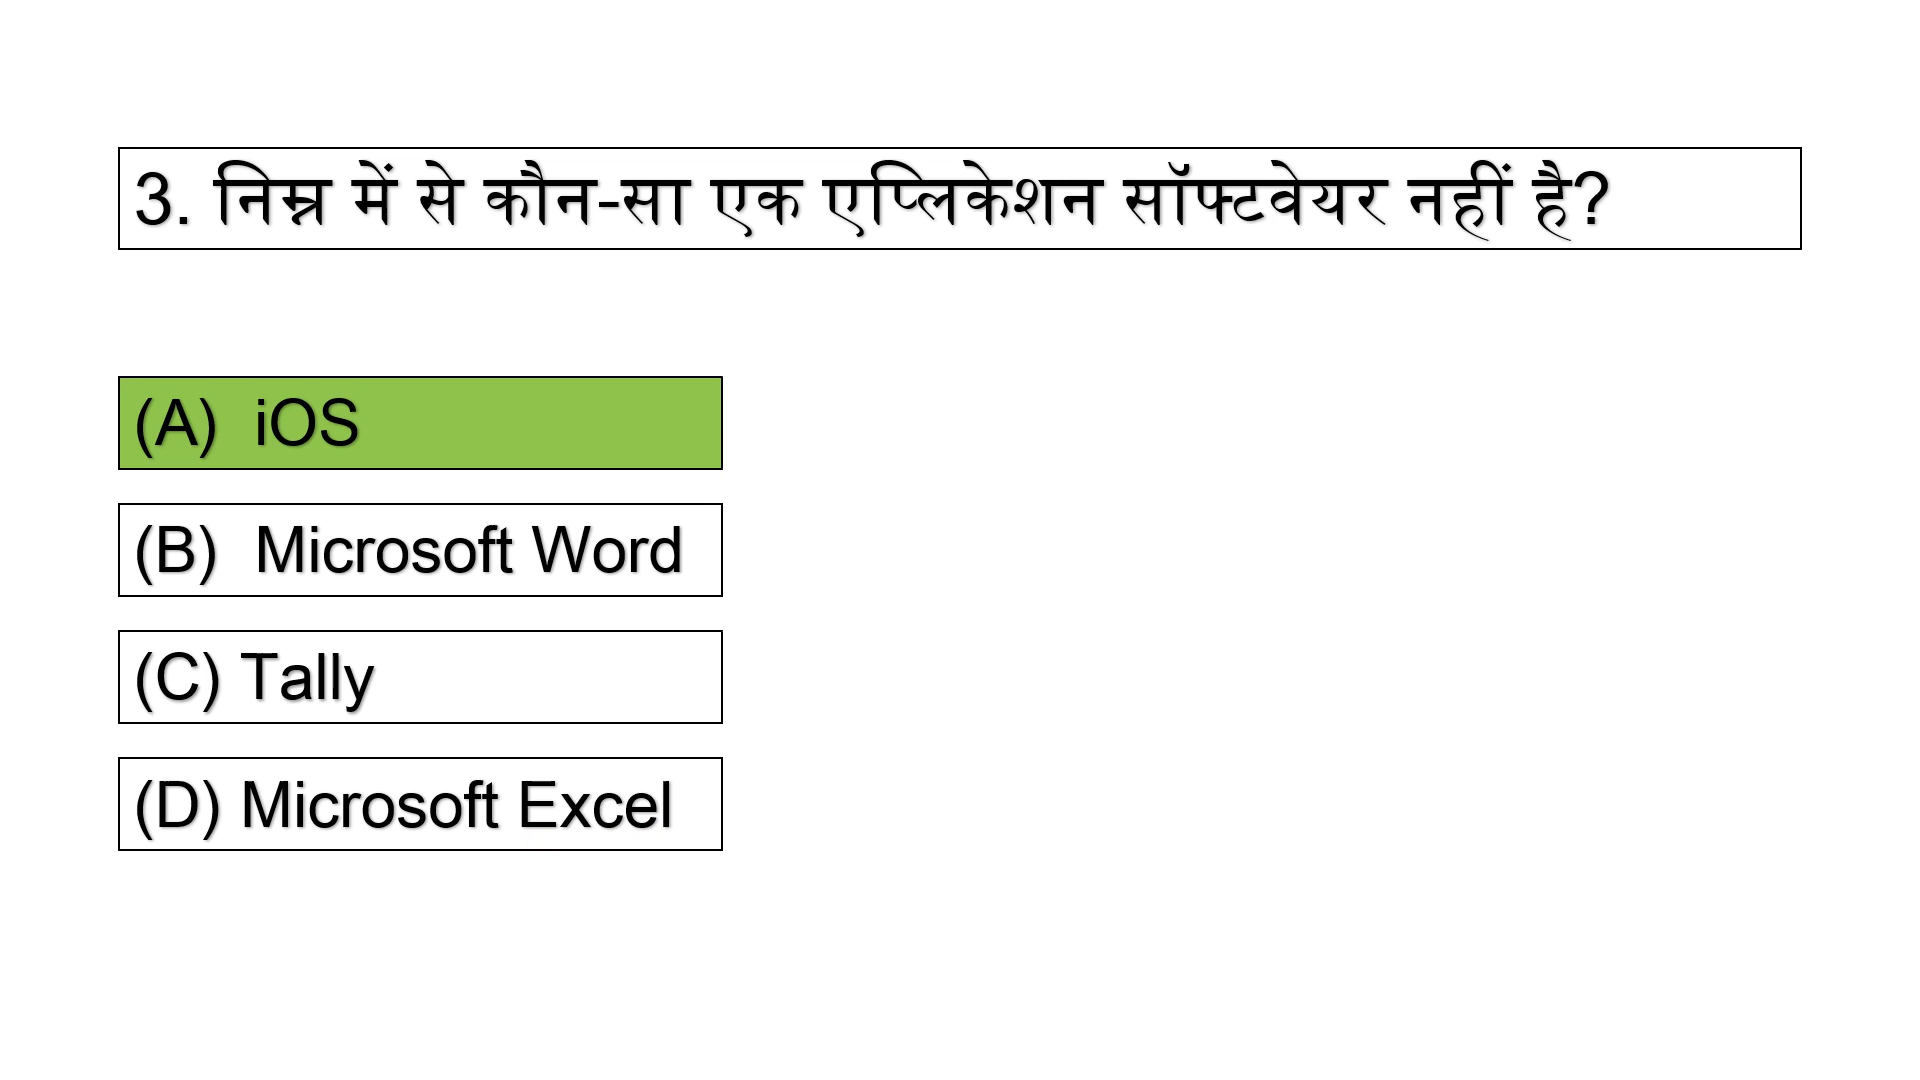 3. निम्न में से कौन-सा एक एप्लिकेशन सॉफ्टवेयर नहीं है?
(A) iOS
(B) Microsoft Word
(C) Tally
(D) Microsoft Excel